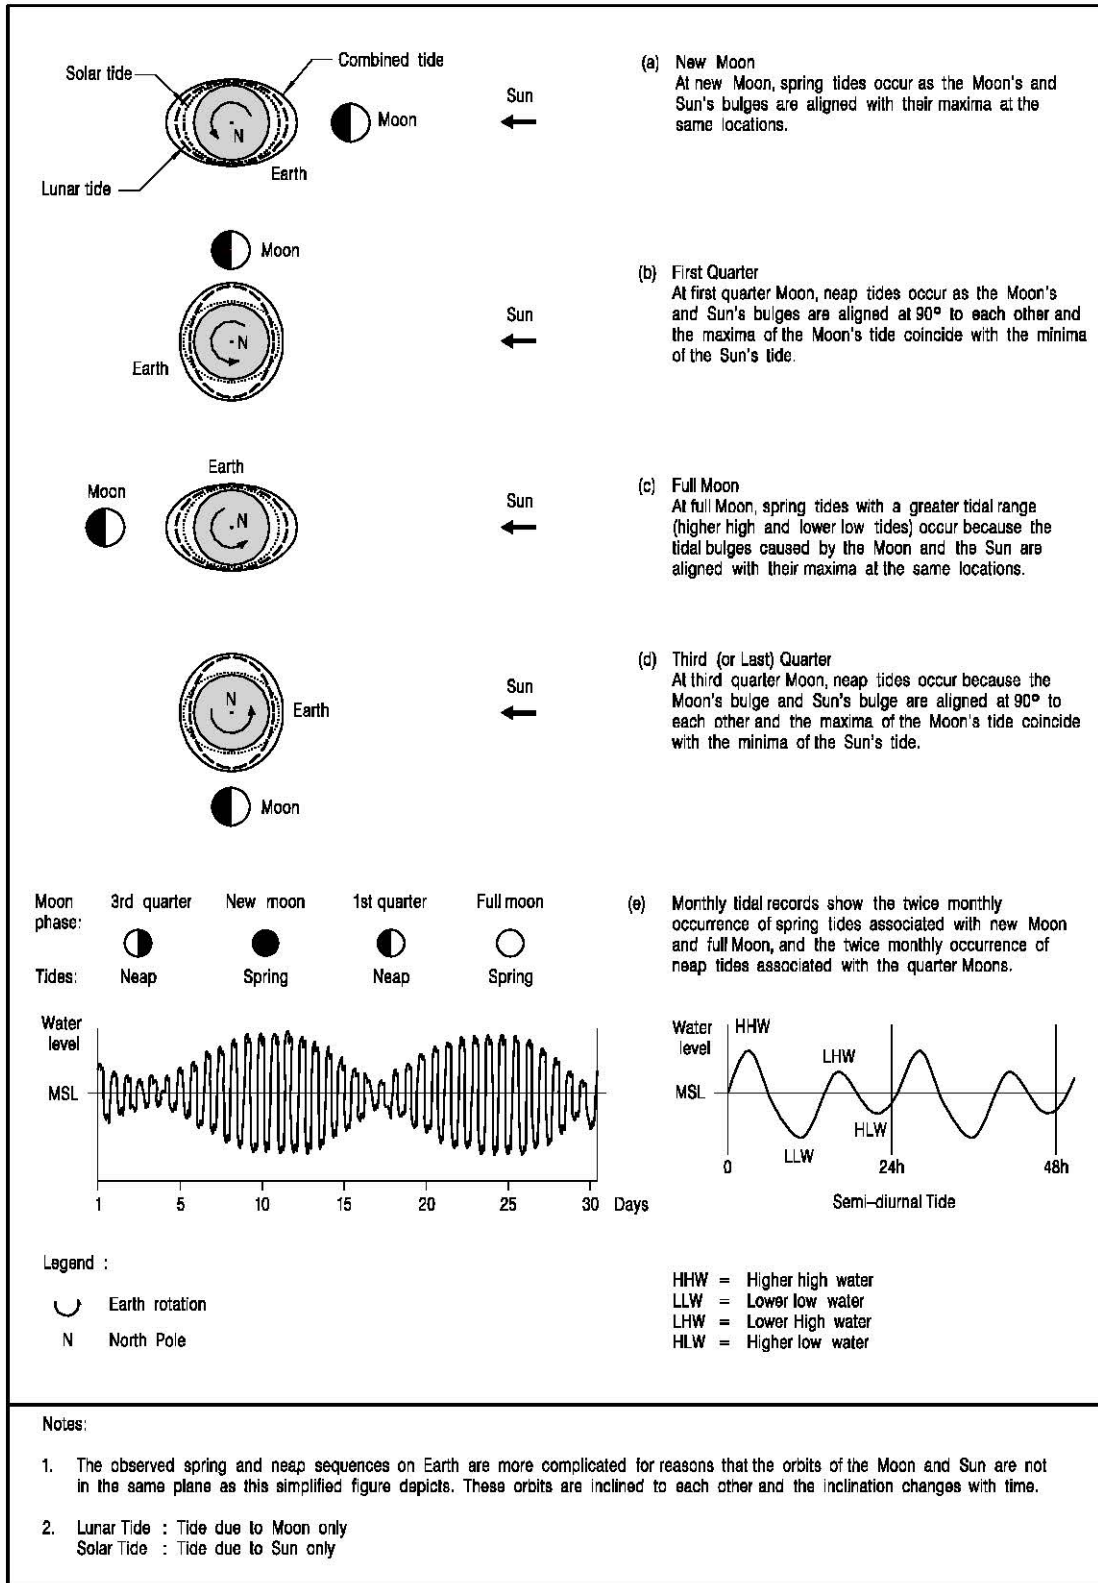 Solar tide
Combined tide
Sun
Moon
N
Earth
Lunar tide
(a) New Moon
At new Moon, spring tides occur as the Moon's and
Sun's bulges are aligned with their maxima at the
same locations.
Moon
Sun
N
Earth
(b) First Quarter
At first quarter Moon, neap tides occur as the Moon's
and Sun's bulges are aligned at 90° to each other and
the maxima of the Moon's tide coincide with the minima
of the Sun's tide.
Earth
Moon
Sun
N
(c) Full Moon
At full Moon, spring tides with a greater tidal range
(higher high and lower low tides) occur because the
tidal bulges caused by the Moon and the Sun are
aligned with their maxima at the same locations.
Sun
N
Earth
Moon
(d) Third (or Last) Quarter
At third quarter Moon, neap tides occur because the
Moon's bulge and Sun's bulge are aligned at 90° to
each other and the maxima of the Moon's tide coincide
with the minima of the Sun's tide.
Moon phase: 3rd quarter New moon 1st quarter Full moon
Tides: Neap Spring Neap Spring
(e) Monthly tidal records show the twice monthly
occurrence of spring tides associated with new Moon
and full Moon, and the twice monthly occurrence of
neap tides associated with the quarter Moons.
Water
level
MSL
1 5 10 15 20 25 30 Days
Water
level
HHW
LHW
MSL
HLW
LLW
0 24h 48h
Semi-diurnal Tide
Legend :
Earth rotation
N North Pole
HHW = Higher high water
LLW = Lower low water
LHW = Lower High water
HLW = Higher low water
Notes:
1. The observed spring and neap sequences on Earth are more complicated for reasons that the orbits of the Moon and Sun are not
in the same plane as this simplified figure depicts. These orbits are inclined to each other and the inclination changes with time.
2. Lunar Tide : Tide due to Moon only
Solar Tide : Tide due to Sun only